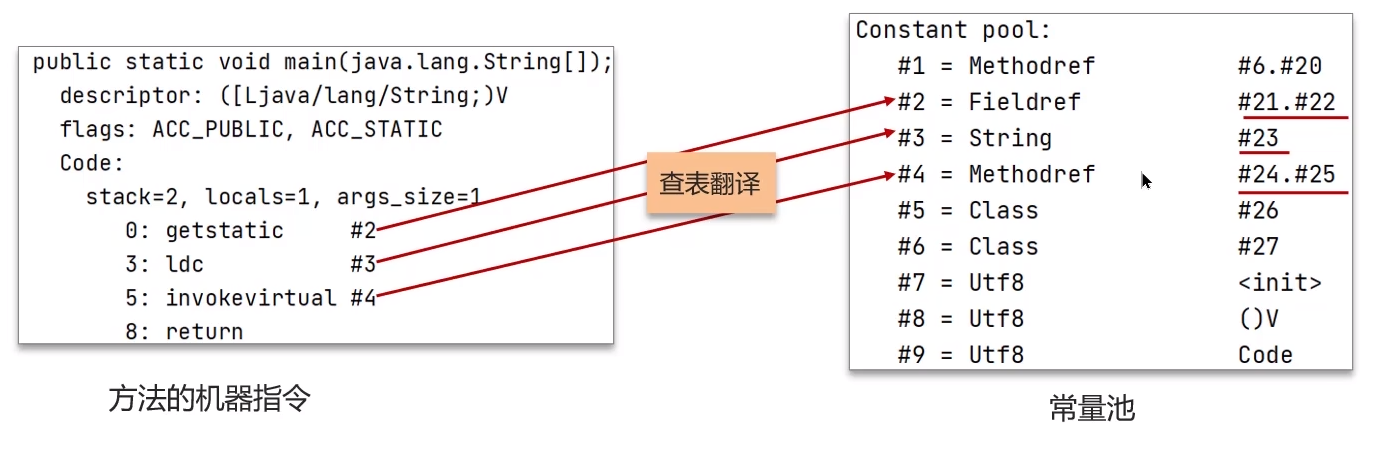 public static void main(java.lang.String[]);
descriptor: ([Ljava/lang/String;)V
flags: ACC_PUBLIC, ACC_STATIC
Code:
stack=2, locals=1, args_size=1
0: getstatic #2
3: ldc #3
5: invokevirtual #4
8: return
方法的机器指令
查表翻译
Constant pool:
#1 = Methodref #6.#20
#2 = Fieldref #21.#22
#3 = String #23
#4 = Methodref #24.#25
#5 = Class #26
#6 = Class #27
#7 = Utf8 <init>
#8 = Utf8 ()V
#9 = Utf8 Code
常量池